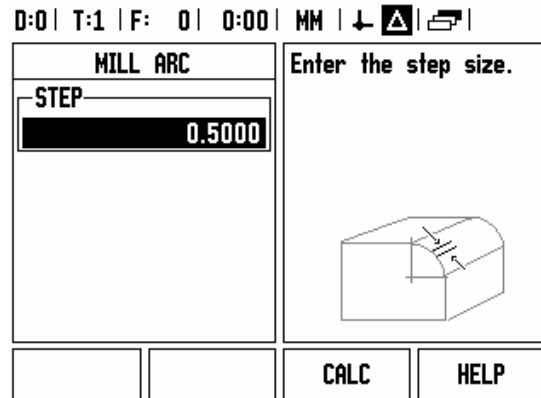 D:0| T:1 |F: 0| 0:00| MM | Δ| |
MILL ARC
STEP
0.5000
Enter the step size.
CALC
HELP